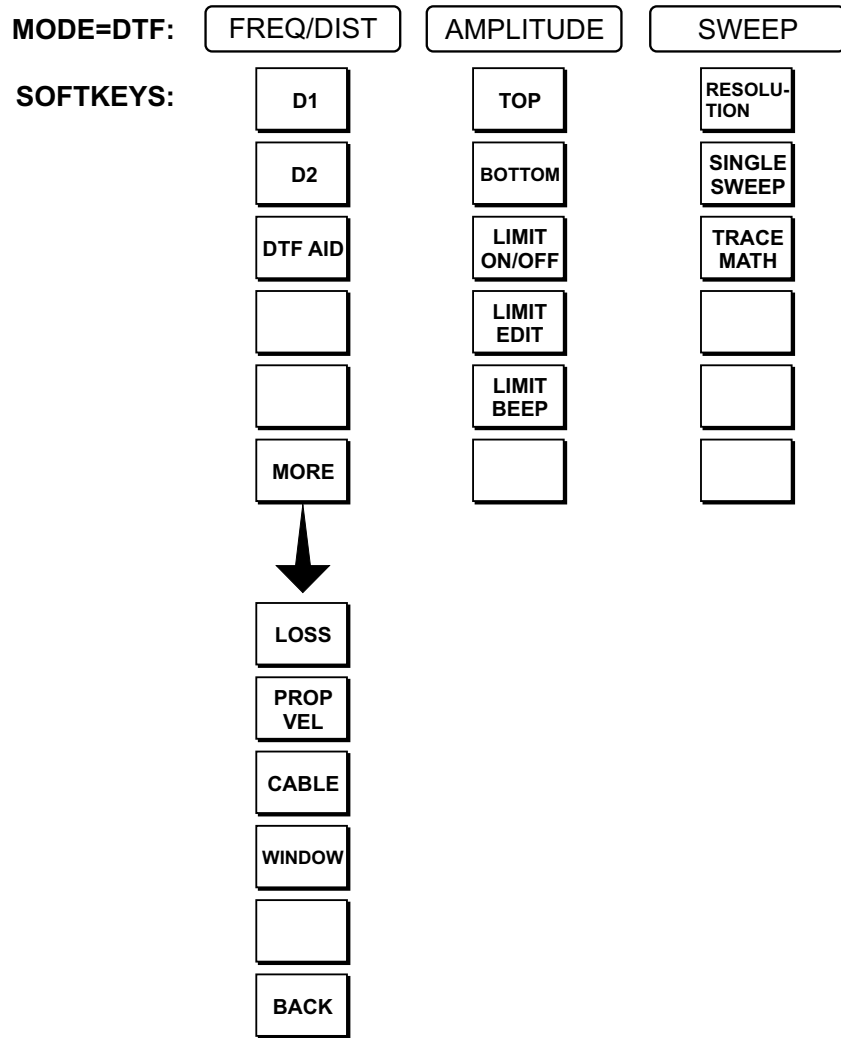 MODE=DTF: FREQ/DIST AMPLITUDE SWEEP
SOFTKEYS:
D1
D2
DTF AID
MORE
LOSS
PROP
VEL
CABLE
WINDOW
BACK
TOP
BOTTOM
LIMIT
ON/OFF
LIMIT
EDIT
LIMIT
BEEP
RESOLU-
TION
SINGLE
SWEEP
TRACE
MATH